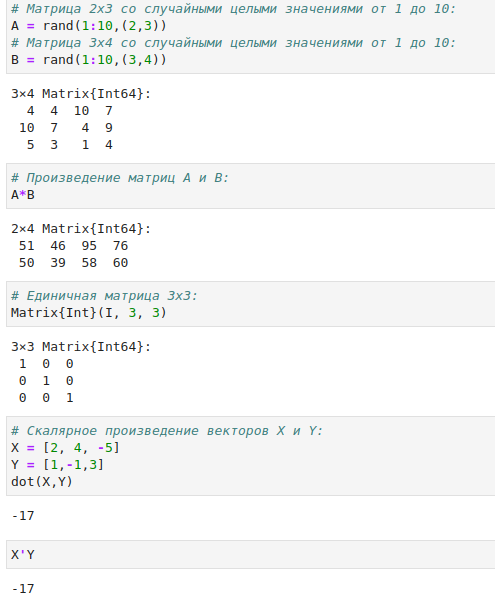 # Матрица 2x3 со случайными целыми значениями от 1 до 10:
A = rand(1:10,(2,3))
# Матрица 3x4 со случайными целыми значениями от 1 до 10:
B = rand(1:10,(3,4))
3×4 Matrix{Int64}:
  4  4  10  7
 10  7   4  9
  5  3   1  4
# Произведение матриц A и B:
A*B
2×4 Matrix{Int64}:
 51  46  95  76
 50  39  58  60
# Единичная матрица 3x3:
Matrix{Int}(I, 3, 3)
3×3 Matrix{Int64}:
 1  0  0
 0  1  0
 0  0  1
# Скалярное произведение векторов X и Y:
X = [2, 4, -5]
Y = [1,-1,3]
dot(X,Y)
-17
X'Y
-17